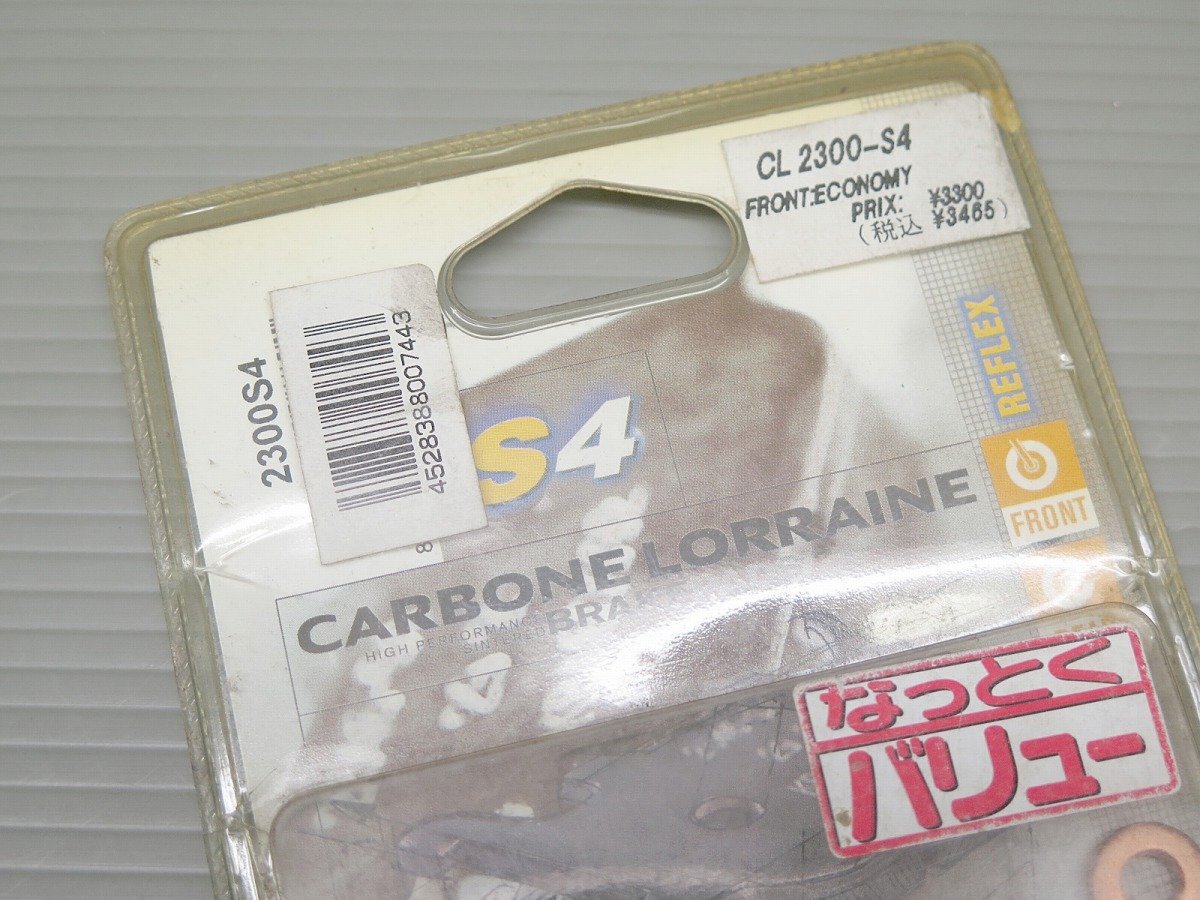 CL 2300-S4
FRONT:ECONOMY
PRIX: ¥3300
(税込 ¥3465)
2300S4
4528388007443
S4
REFLEX
FRONT
CARBONE LORRAINE
HIGH PERFORMANCE
SINTERED
なっとく
バリュー